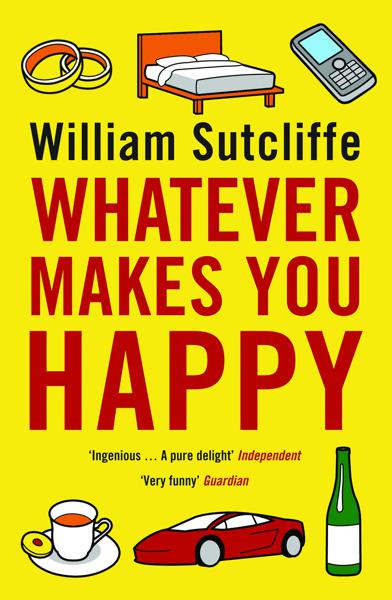 William Sutcliffe
WHATEVER
MAKES YOU
HAPPY
‘Ingenious … A pure delight’ Independent
‘Very funny’ Guardian